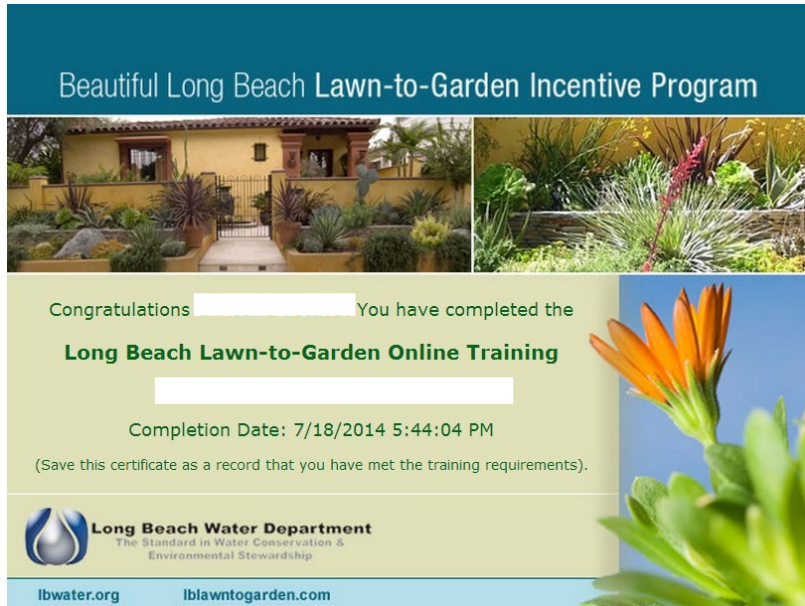 Beautiful Long Beach Lawn-to-Garden Incentive Program
Congratulations You have completed the
Long Beach Lawn-to-Garden Online Training
Completion Date: 7/18/2014 5:44:04 PM
(Save this certificate as a record that you have met the training requirements).
Long Beach Water Department
The Standard in Water Conservation &
Environmental Stewardship
lbwater.org lblawntogarden.com